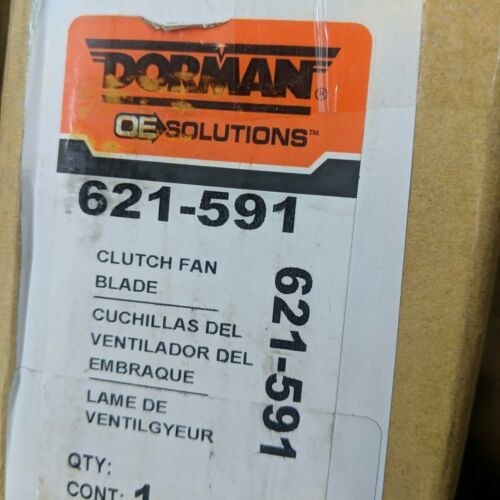 DORMAN®
OE SOLUTIONS™
621-591
CLUTCH FAN
BLADE
CUCHILLAS DEL
VENTILADOR DEL
EMBRAQUE
LAME DE
VENTILGYEUR
QTY:
CONT: 1
621-591